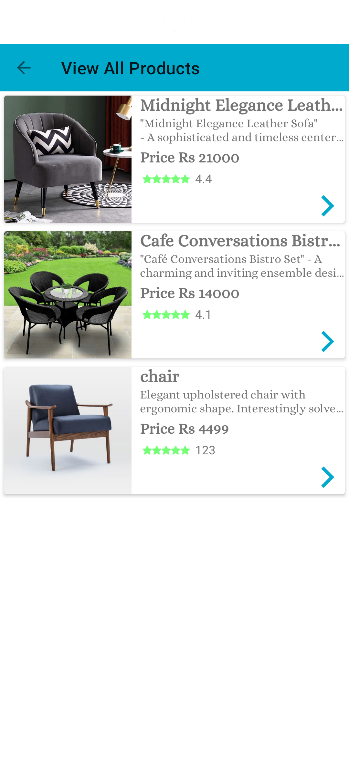 View All Products
Midnight Elegance Leath...
"Midnight Elegance Leather Sofa"
- A sophisticated and timeless center...
Price Rs 21000
4.4
Cafe Conversations Bistr...
"Café Conversations Bistro Set" - A
charming and inviting ensemble desi...
Price Rs 14000
4.1
chair
Elegant upholstered chair with
ergonomic shape. Interestingly solve...
Price Rs 4499
123